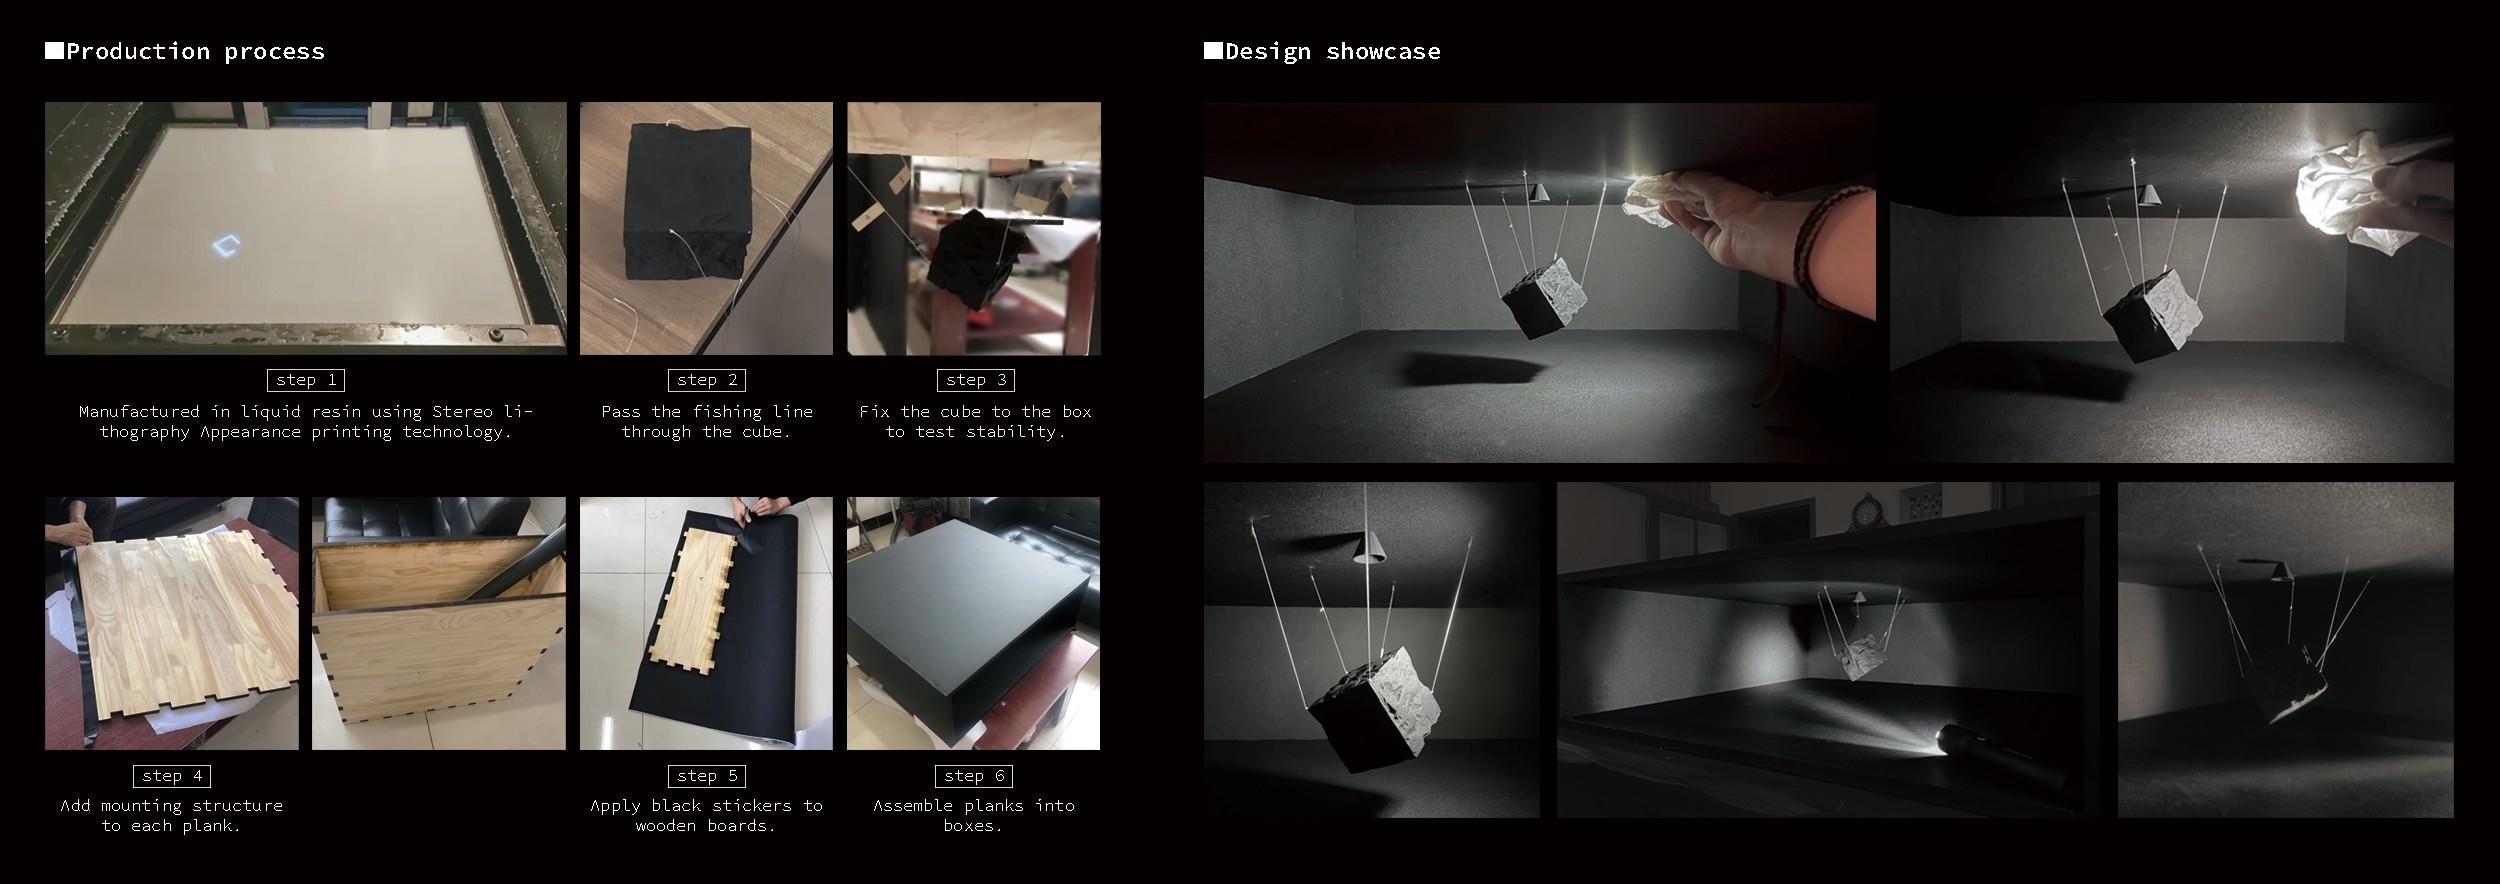 Production process
step 1
Manufactured in liquid resin using Stereo li-
thography Appearance printing technology.
step 2
Pass the fishing line
through the cube.
step 3
Fix the cube to the box
to test stability.
step 4
Add mounting structure
to each plank.
step 5
Apply black stickers to
wooden boards.
step 6
Assemble planks into
boxes.
Design showcase